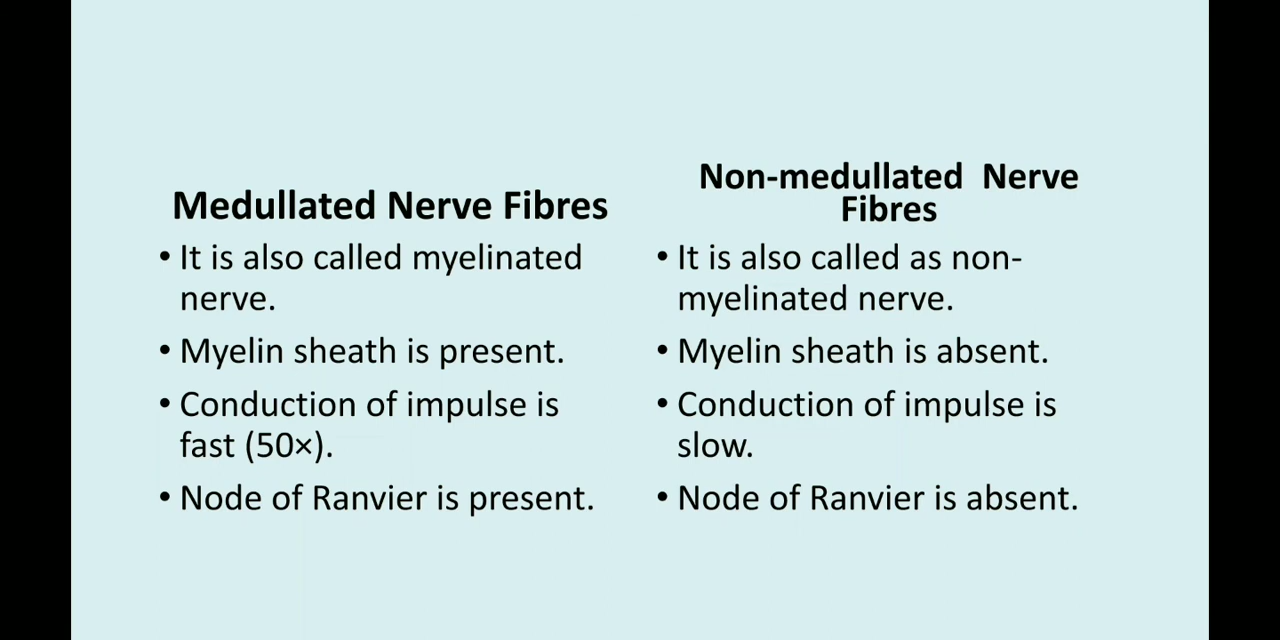 Medullated Nerve Fibres
• It is also called myelinated
nerve.
• Myelin sheath is present.
• Conduction of impulse is
fast (50×).
• Node of Ranvier is present.
Non-medullated  Nerve
Fibres
• It is also called as non-
myelinated nerve.
• Myelin sheath is absent.
• Conduction of impulse is
slow.
• Node of Ranvier is absent.